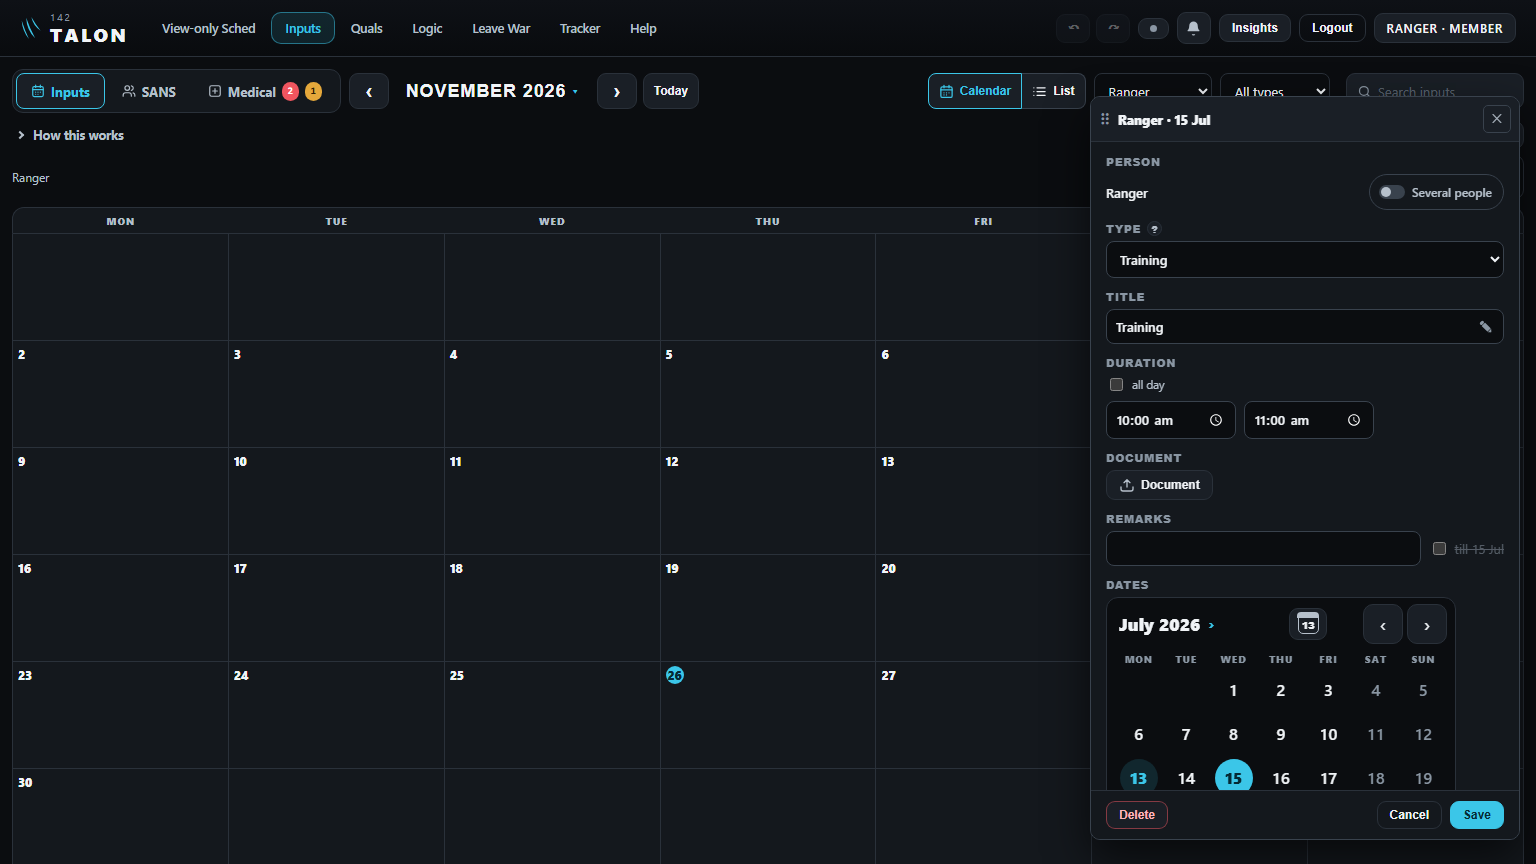 142
TALON
View-only Sched
Inputs
Quals
Logic
Leave War
Tracker
Help
Insights
Logout
RANGER · MEMBER
Inputs
SANS
Medical 2 1
‹
NOVEMBER 2026
›
Today
Calendar
List
Ranger
All types
Search inputs
How this works
Ranger
MON TUE WED THU FRI
2 3 4 5 6
9 10 11 12 13
16 17 18 19 20
23 24 25 26 27
30
Ranger · 15 Jul
PERSON
Ranger
Several people
TYPE ?
Training
TITLE
Training
DURATION
all day
10:00 am
11:00 am
DOCUMENT
Document
REMARKS
till 15 Jul
DATES
July 2026 ›
13
‹ ›
MON TUE WED THU FRI SAT SUN
1 2 3 4 5
6 7 8 9 10 11 12
13 14 15 16 17 18 19
Delete
Cancel
Save